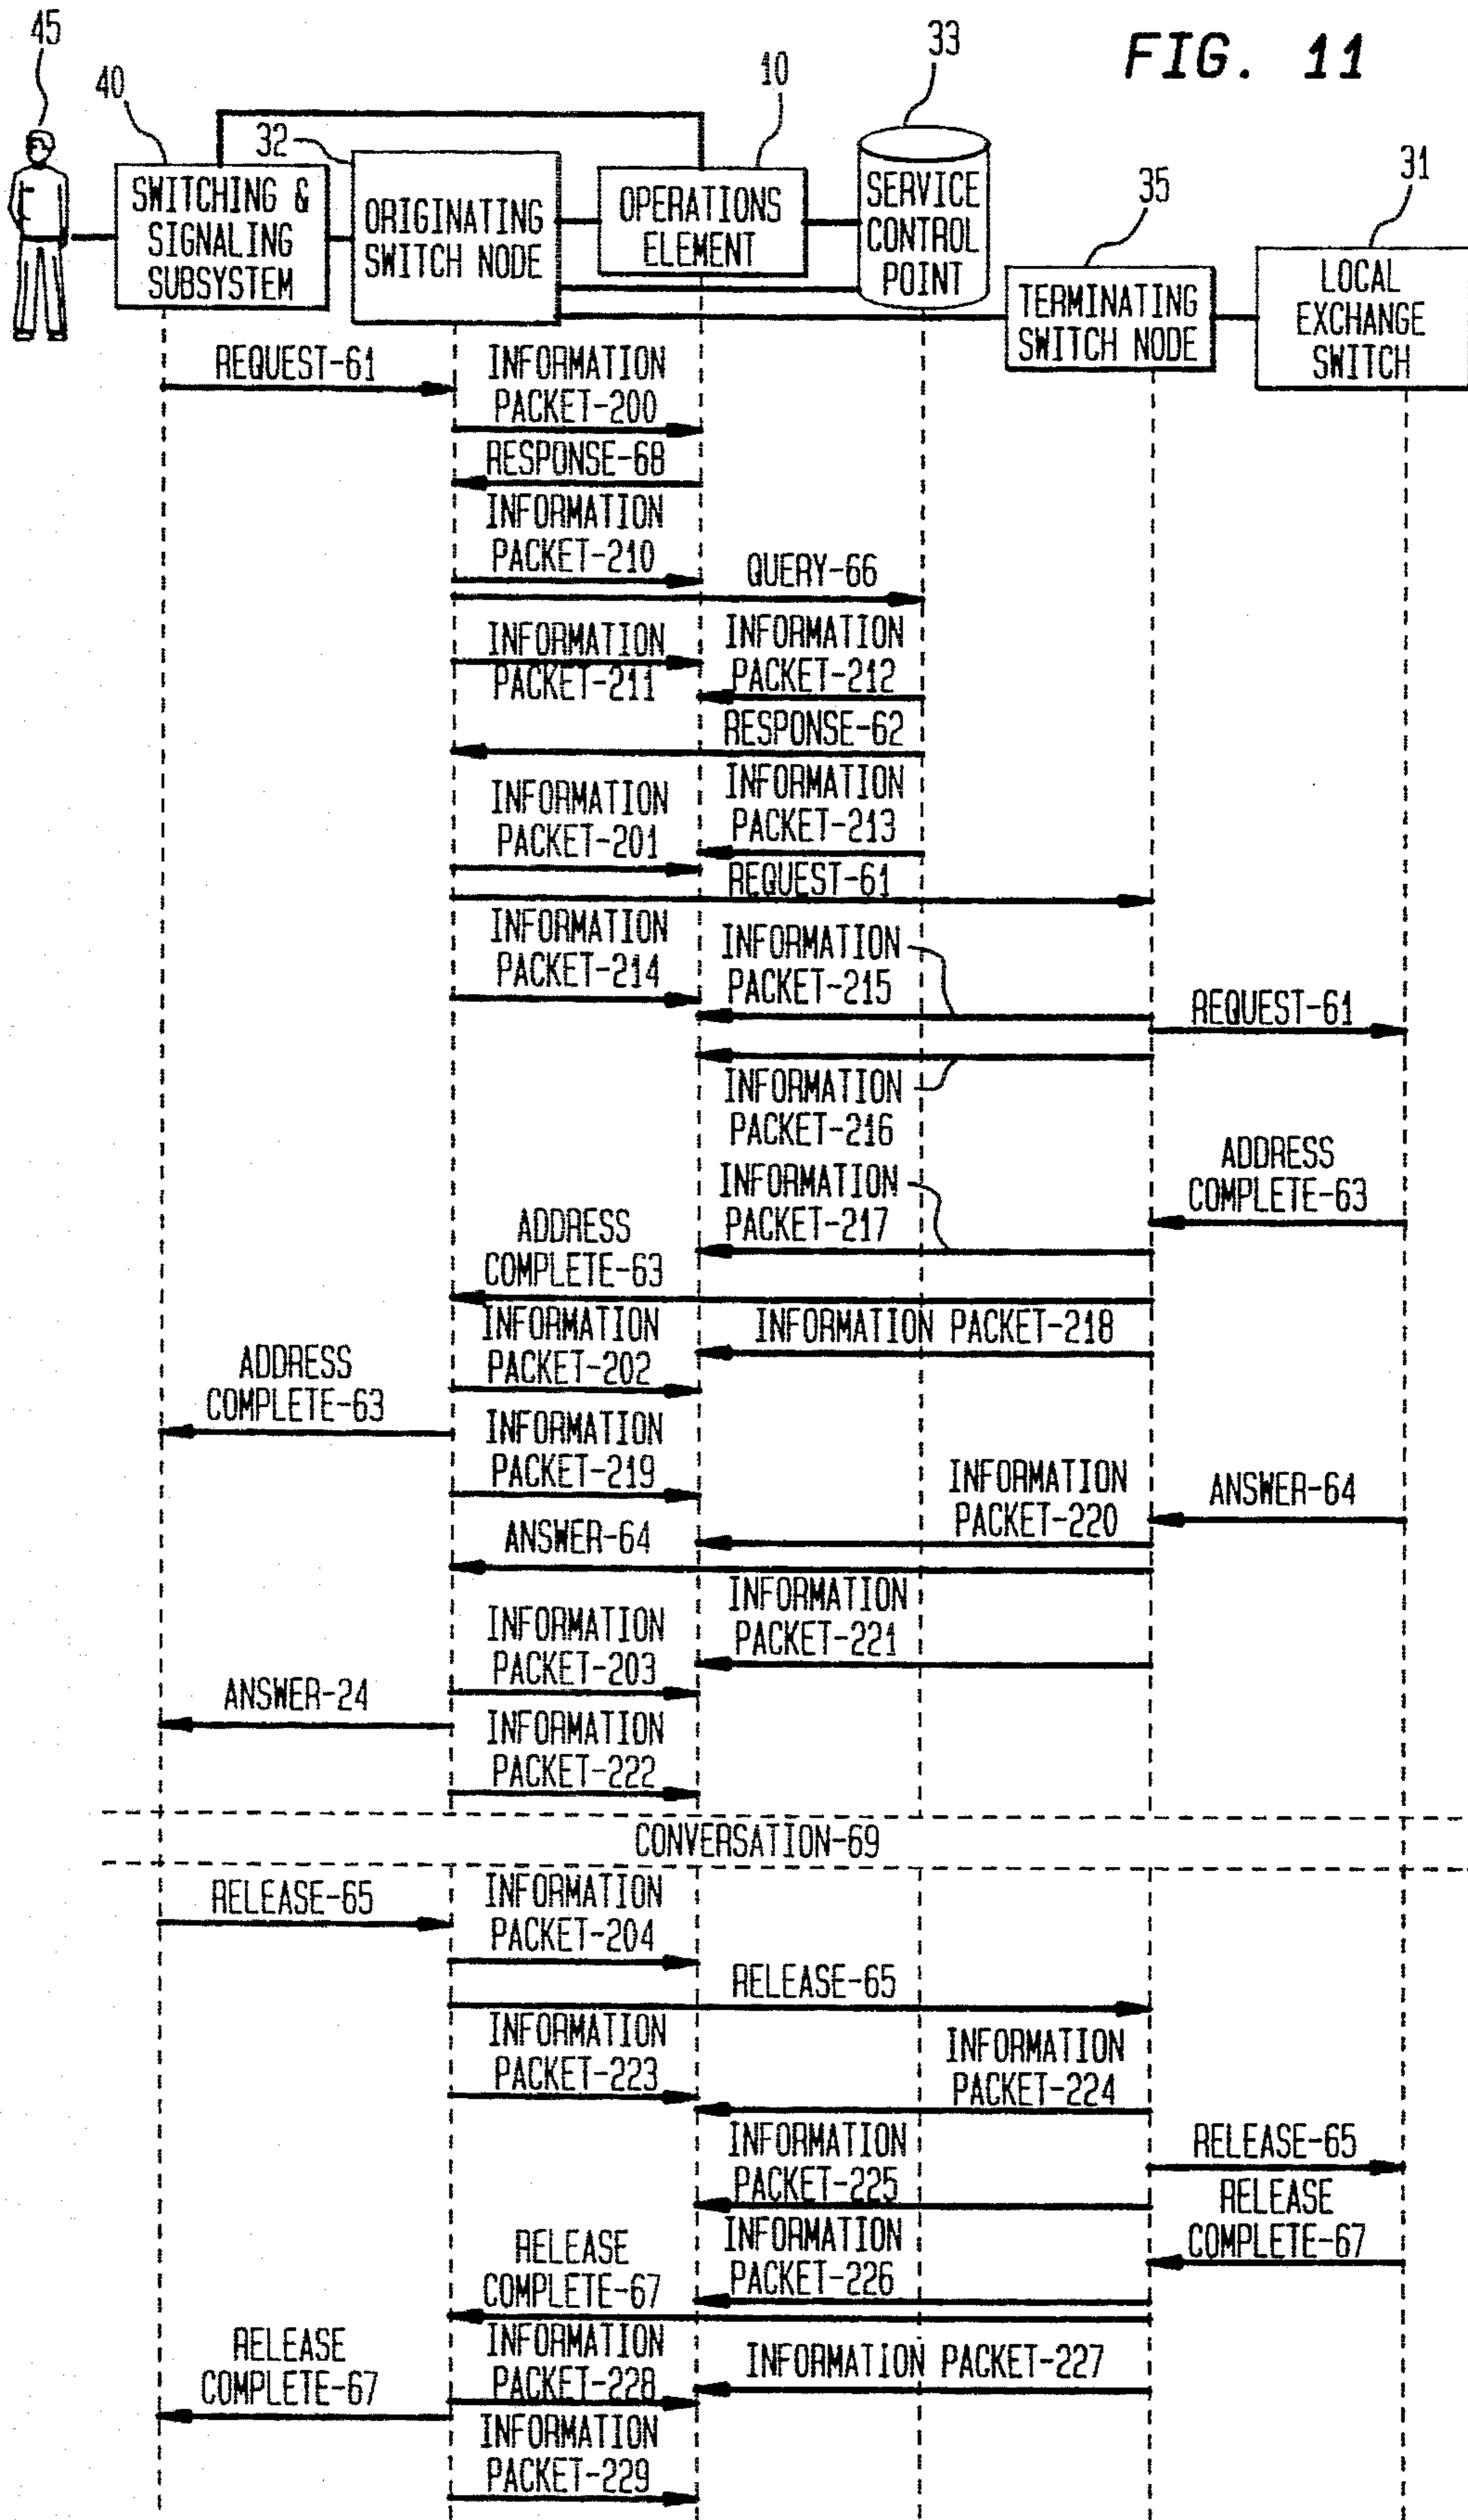 FIG. 11
45
40
32
10
33
35
31
SWITCHING &
SIGNALING
SUBSYSTEM
ORIGINATING
SWITCH NODE
OPERATIONS
ELEMENT
SERVICE
CONTROL
POINT
TERMINATING
SWITCH NODE
LOCAL
EXCHANGE
SWITCH
REQUEST-61
INFORMATION
PACKET-200
RESPONSE-68
INFORMATION
PACKET-210
QUERY-66
INFORMATION
PACKET-211
INFORMATION
PACKET-212
RESPONSE-62
INFORMATION
PACKET-201
INFORMATION
PACKET-213
REQUEST-61
INFORMATION
PACKET-214
INFORMATION
PACKET-215
REQUEST-61
INFORMATION
PACKET-216
ADDRESS
COMPLETE-63
INFORMATION
PACKET-217
ADDRESS
COMPLETE-63
INFORMATION
PACKET-202
INFORMATION PACKET-218
ADDRESS
COMPLETE-63
INFORMATION
PACKET-219
INFORMATION
PACKET-220
ANSWER-64
ANSWER-64
INFORMATION
PACKET-221
INFORMATION
PACKET-203
ANSWER-24
INFORMATION
PACKET-222
CONVERSATION-69
RELEASE-65
INFORMATION
PACKET-204
RELEASE-65
INFORMATION
PACKET-223
INFORMATION
PACKET-224
INFORMATION
PACKET-225
RELEASE-65
RELEASE
COMPLETE-67
INFORMATION
PACKET-226
RELEASE
COMPLETE-67
INFORMATION
PACKET-228
INFORMATION PACKET-227
RELEASE
COMPLETE-67
INFORMATION
PACKET-229